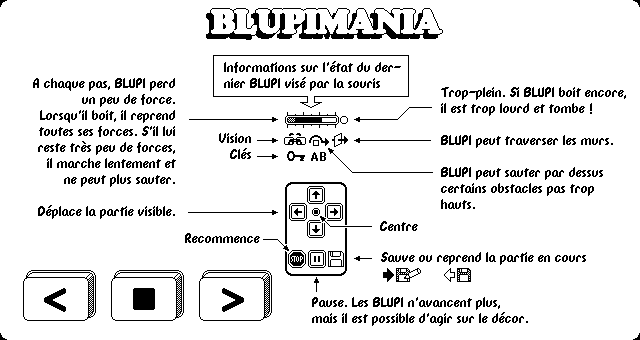 BLUPIMANIA
Informations sur l'état du der-
nier BLUPI visé par la souris
A chaque pas, BLUPI perd
un peu de force.
Lorsqu'il boit, il reprend
toutes ses forces. S'il lui
reste très peu de forces,
il marche lentement et
ne peut plus sauter.
Trop-plein. Si BLUPI boit encore,
il est trop lourd et tombe !
Vision
Clés
AB
BLUPI peut traverser les murs.
BLUPI peut sauter par dessus
certains obstacles pas trop
hauts.
Déplace la partie visible.
Centre
Recommence
STOP
Sauve ou reprend la partie en cours
Pause. Les BLUPI n'avancent plus,
mais il est possible d'agir sur le décor.